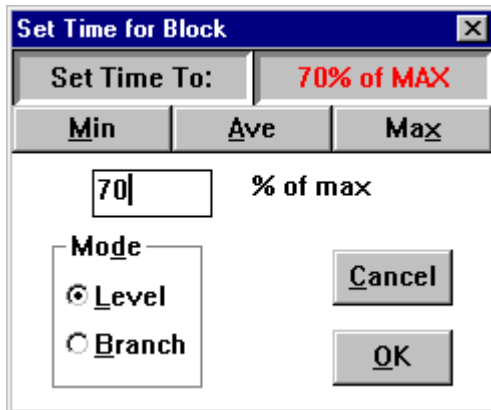 Set Time for Block
Set Time To: 70% of MAX
Min Ave Max
70 % of max
Mode
Level
Branch
Cancel
OK